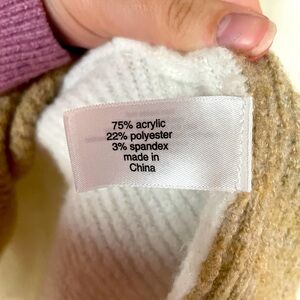 75% acrylic
22% polyester
3% spandex
made in
China